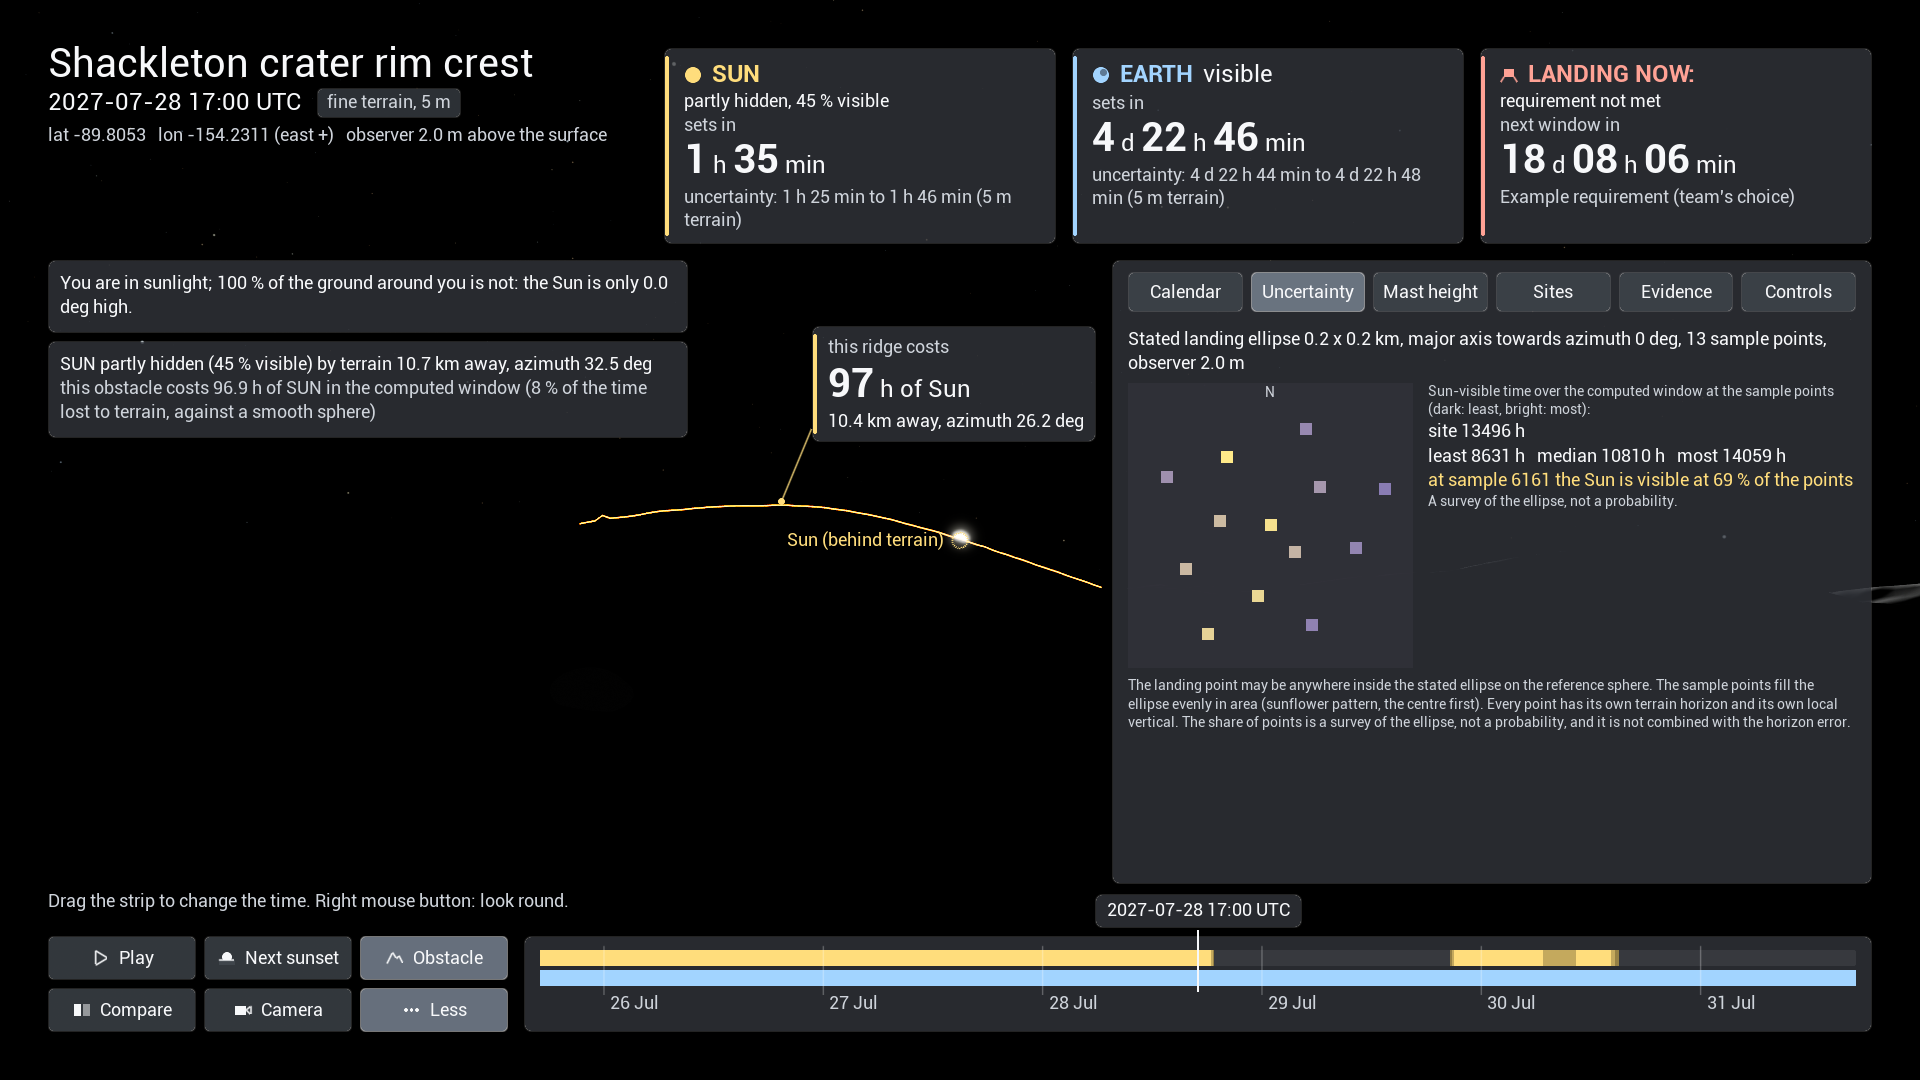 Shackleton crater rim crest
2027-07-28 17:00 UTC fine terrain, 5 m
lat -89.8053 lon -154.2311 (east +) observer 2.0 m above the surface
SUN
partly hidden, 45 % visible
sets in
1 h 35 min
uncertainty: 1 h 25 min to 1 h 46 min (5 m
terrain)
EARTH visible
sets in
4 d 22 h 46 min
uncertainty: 4 d 22 h 44 min to 4 d 22 h 48
min (5 m terrain)
LANDING NOW:
requirement not met
next window in
18 d 08 h 06 min
Example requirement (team's choice)
You are in sunlight; 100 % of the ground around you is not: the Sun is only 0.0
deg high.
SUN partly hidden (45 % visible) by terrain 10.7 km away, azimuth 32.5 deg
this obstacle costs 96.9 h of SUN in the computed window (8 % of the time
lost to terrain, against a smooth sphere)
this ridge costs
97 h of Sun
10.4 km away, azimuth 26.2 deg
Sun (behind terrain)
Calendar Uncertainty Mast height Sites Evidence Controls
Stated landing ellipse 0.2 x 0.2 km, major axis towards azimuth 0 deg, 13 sample points,
observer 2.0 m
N
Sun-visible time over the computed window at the sample points
(dark: least, bright: most):
site 13496 h
least 8631 h median 10810 h most 14059 h
at sample 6161 the Sun is visible at 69 % of the points
A survey of the ellipse, not a probability.
The landing point may be anywhere inside the stated ellipse on the reference sphere. The sample points fill the
ellipse evenly in area (sunflower pattern, the centre first). Every point has its own terrain horizon and its own local
vertical. The share of points is a survey of the ellipse, not a probability, and it is not combined with the horizon error.
Drag the strip to change the time. Right mouse button: look round.
Play Next sunset Obstacle
Compare Camera Less
2027-07-28 17:00 UTC
26 Jul 27 Jul 28 Jul 29 Jul 30 Jul 31 Jul